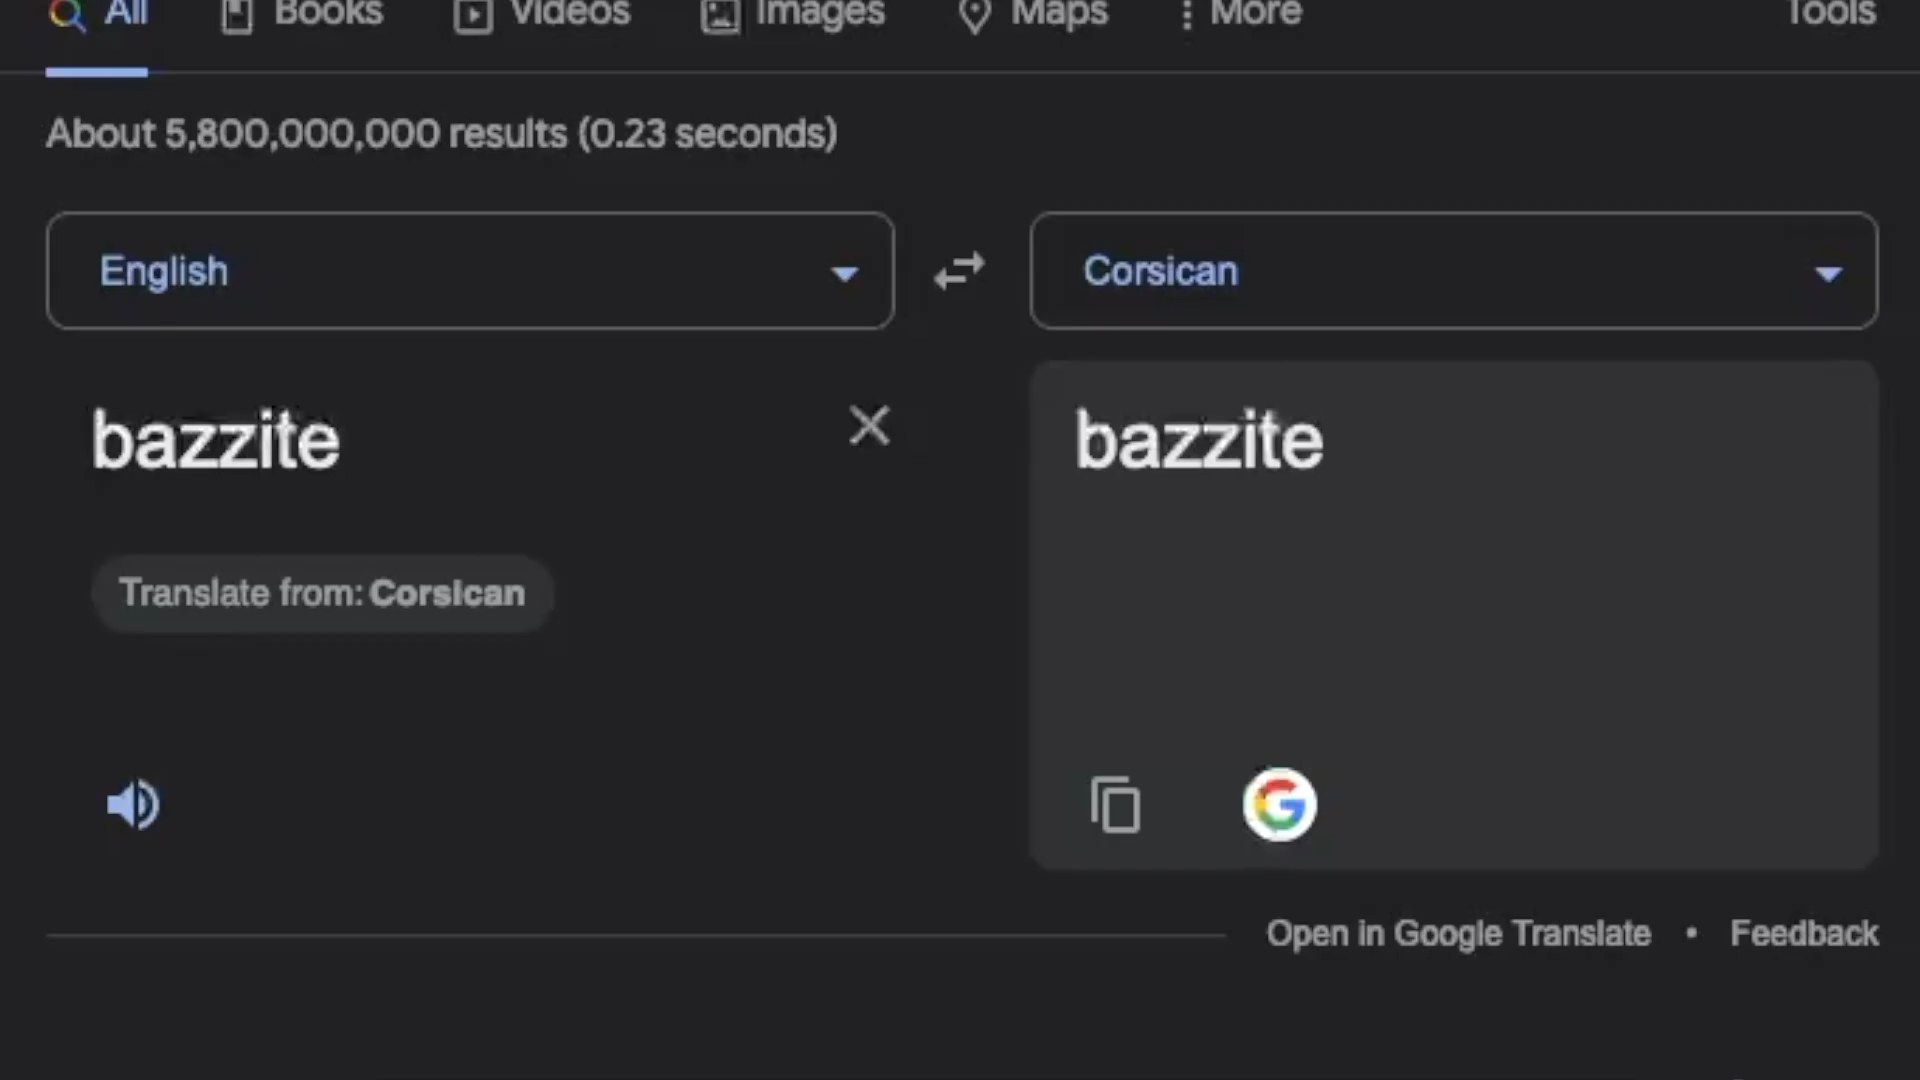 All Books Videos Images Maps More Tools
About 5,800,000,000 results (0.23 seconds)
English Corsican
bazzite bazzite
Translate from: Corsican
Open in Google Translate • Feedback